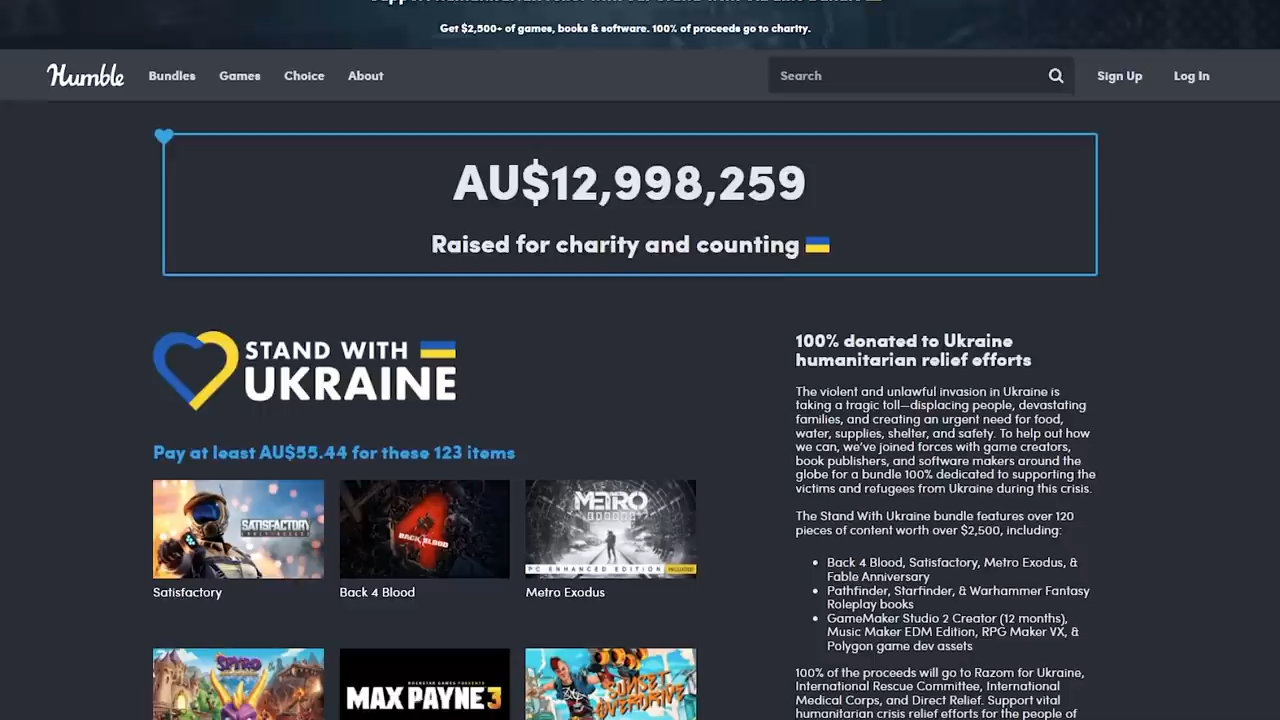 Get $2,500+ of games, books & software. 100% of proceeds go to charity.
Humble Bundles Games Choice About Search Sign Up Log In
AU$12,998,259
Raised for charity and counting
STAND WITH
UKRAINE
Pay at least AU$55.44 for these 123 items
SATISFACTORY
BACK 4 BLOOD
METRO
EXODUS
PC ENHANCED EDITION INCLUDED
Satisfactory
Back 4 Blood
Metro Exodus
SPYRO
ROCKSTAR GAMES PRESENTS
MAX PAYNE 3
SUNSET
OVERDRIVE
100% donated to Ukraine
humanitarian relief efforts
The violent and unlawful invasion in Ukraine is
taking a tragic toll—displacing people, devastating
families, and creating an urgent need for food,
water, supplies, shelter, and safety. To help out how
we can, we've joined forces with game creators,
book publishers, and software makers around the
globe for a bundle 100% dedicated to supporting the
victims and refugees from Ukraine during this crisis.
The Stand With Ukraine bundle features over 120
pieces of content worth over $2,500, including:
• Back 4 Blood, Satisfactory, Metro Exodus, &
Fable Anniversary
• Pathfinder, Starfinder, & Warhammer Fantasy
Roleplay books
• GameMaker Studio 2 Creator (12 months),
Music Maker EDM Edition, RPG Maker VX, &
Polygon game dev assets
100% of the proceeds will go to Razom for Ukraine,
International Rescue Committee, International
Medical Corps, and Direct Relief. Support vital
humanitarian crisis relief efforts for the people of